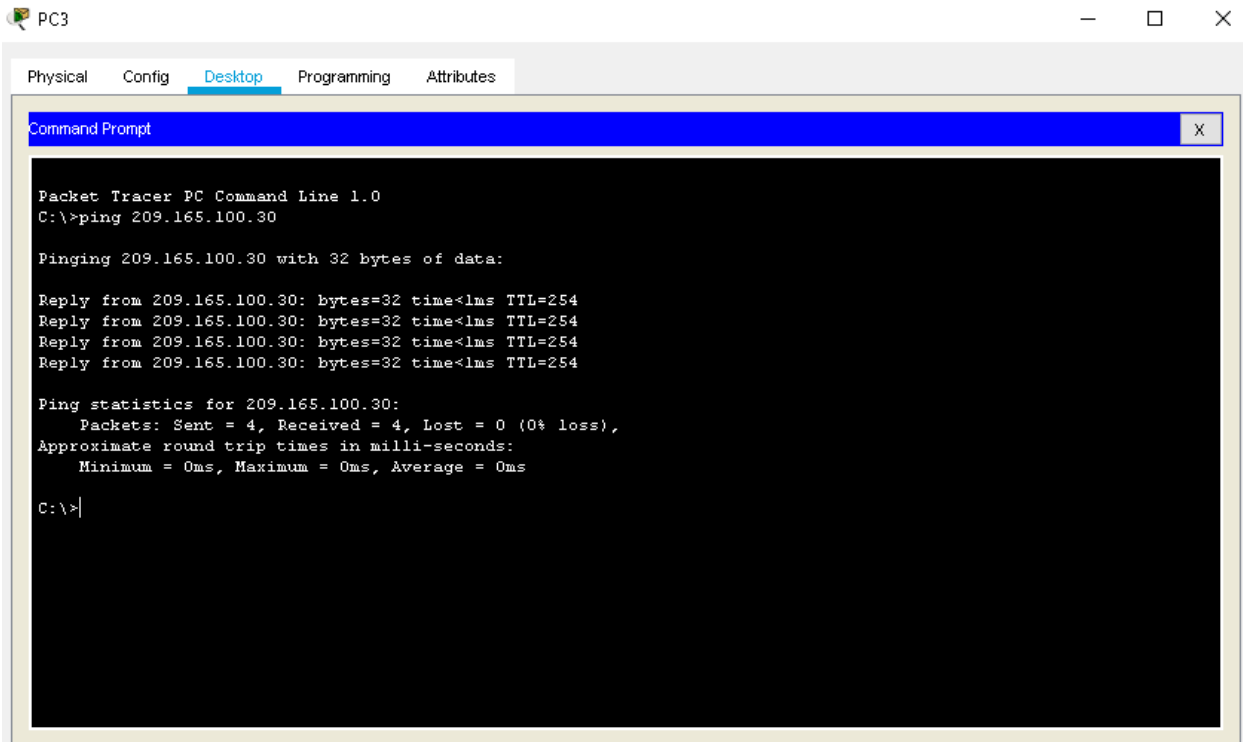 PC3
Physical Config Desktop Programming Attributes
Command Prompt X
Packet Tracer PC Command Line 1.0
C:\>ping 209.165.100.30
Pinging 209.165.100.30 with 32 bytes of data:
Reply from 209.165.100.30: bytes=32 time<1ms TTL=254
Reply from 209.165.100.30: bytes=32 time<1ms TTL=254
Reply from 209.165.100.30: bytes=32 time<1ms TTL=254
Reply from 209.165.100.30: bytes=32 time<1ms TTL=254
Ping statistics for 209.165.100.30:
Packets: Sent = 4, Received = 4, Lost = 0 (0% loss),
Approximate round trip times in milli-seconds:
Minimum = 0ms, Maximum = 0ms, Average = 0ms
C:\>